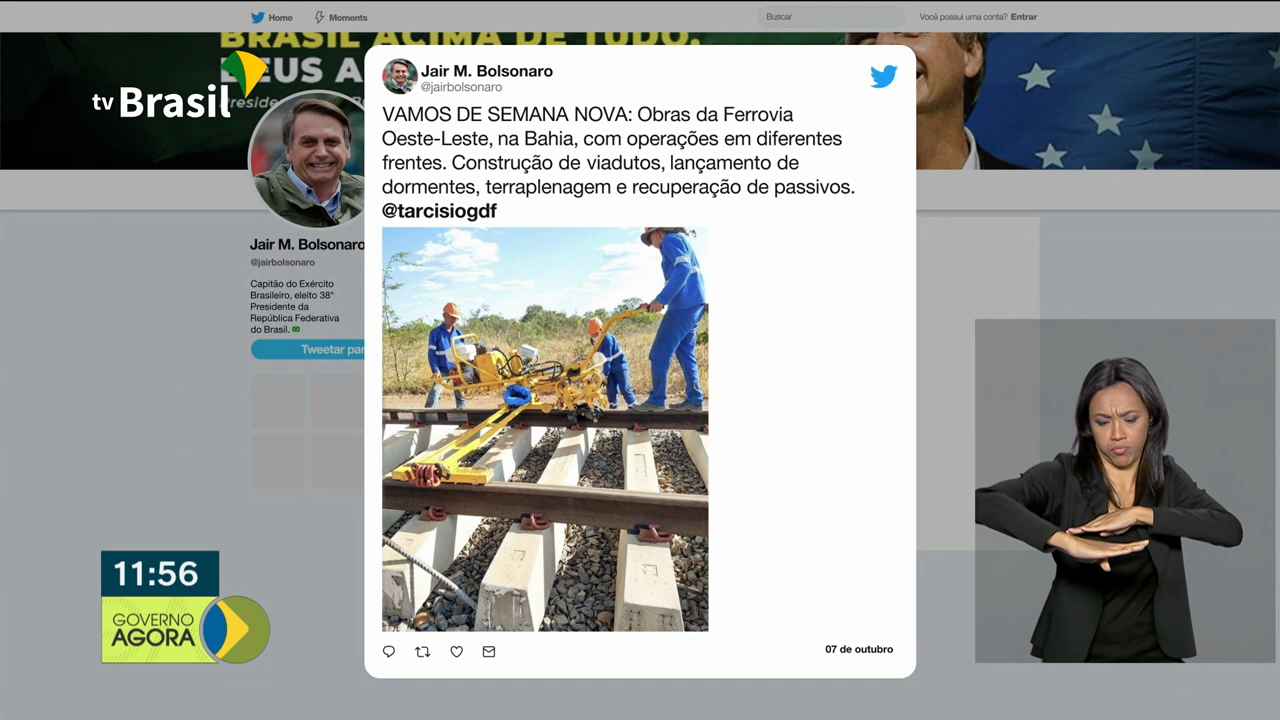 Home
Moments
Buscar
Você possui uma conta? Entrar
BRASIL ACIMA DE TUDO,
DEUS A
tv Brasil
Jair M. Bolsonaro
@jairbolsonaro
VAMOS DE SEMANA NOVA: Obras da Ferrovia
Oeste-Leste, na Bahia, com operações em diferentes
frentes. Construção de viadutos, lançamento de
dormentes, terraplenagem e recuperação de passivos.
@tarcisiogdf
Jair M. Bolsonaro
@jairbolsonaro
Capitão do Exército
Brasileiro, eleito 38°
Presidente da
República Federativa
do Brasil.
Tweetar par
11:56
GOVERNO
AGORA
07 de outubro